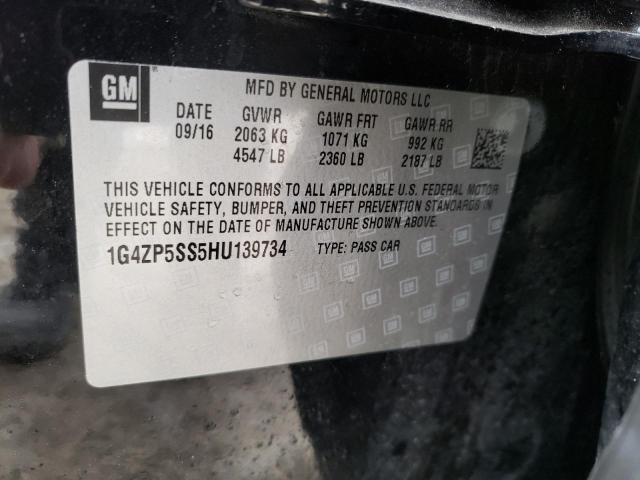 GM
MFD BY GENERAL MOTORS LLC
DATE GVWR GAWR FRT GAWR RR
09/16 2063 KG 1071 KG 992 KG
4547 LB 2360 LB 2187 LB
THIS VEHICLE CONFORMS TO ALL APPLICABLE U.S. FEDERAL MOTOR
VEHICLE SAFETY, BUMPER, AND THEFT PREVENTION STANDARDS IN
EFFECT ON THE DATE OF MANUFACTURE SHOWN ABOVE.
1G4ZP5SS5HU139734 TYPE: PASS CAR